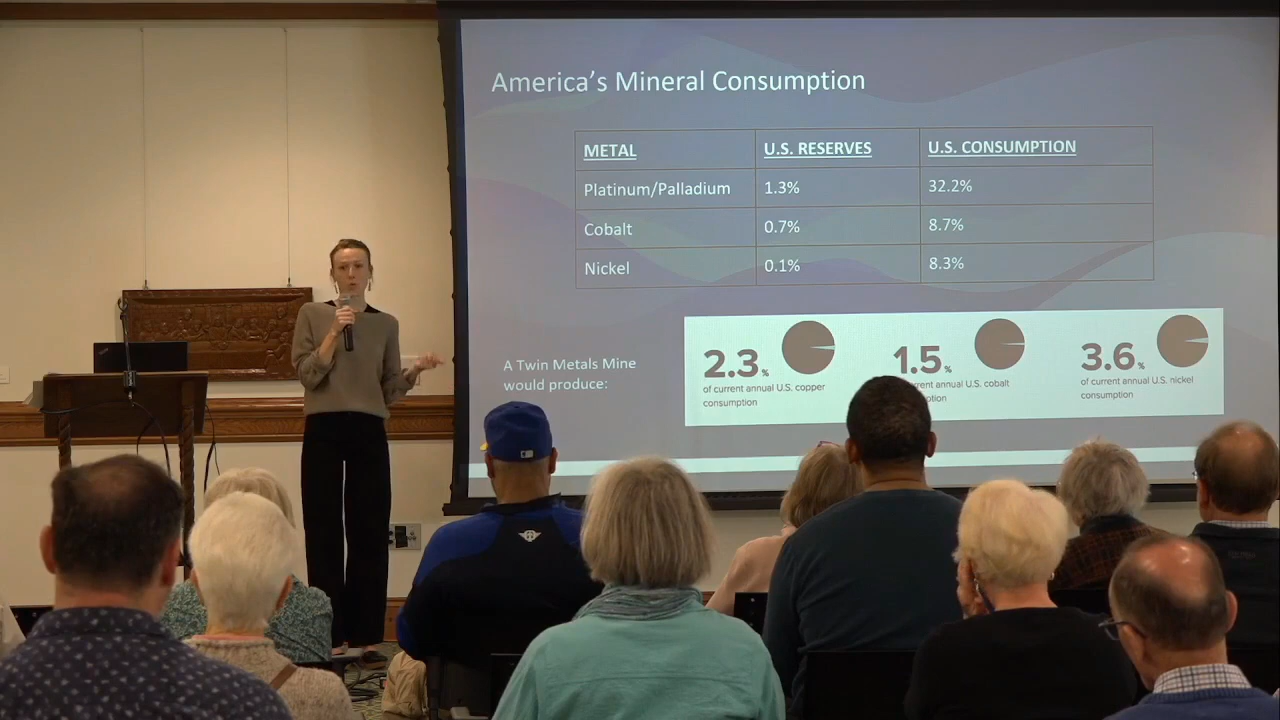 America's Mineral Consumption
METAL U.S. RESERVES U.S. CONSUMPTION
Platinum/Palladium 1.3% 32.2%
Cobalt 0.7% 8.7%
Nickel 0.1% 8.3%
A Twin Metals Mine
would produce:
2.3%
of current annual U.S. copper
consumption
1.5%
annual U.S. cobalt
3.6%
of current annual U.S. nickel
consumption